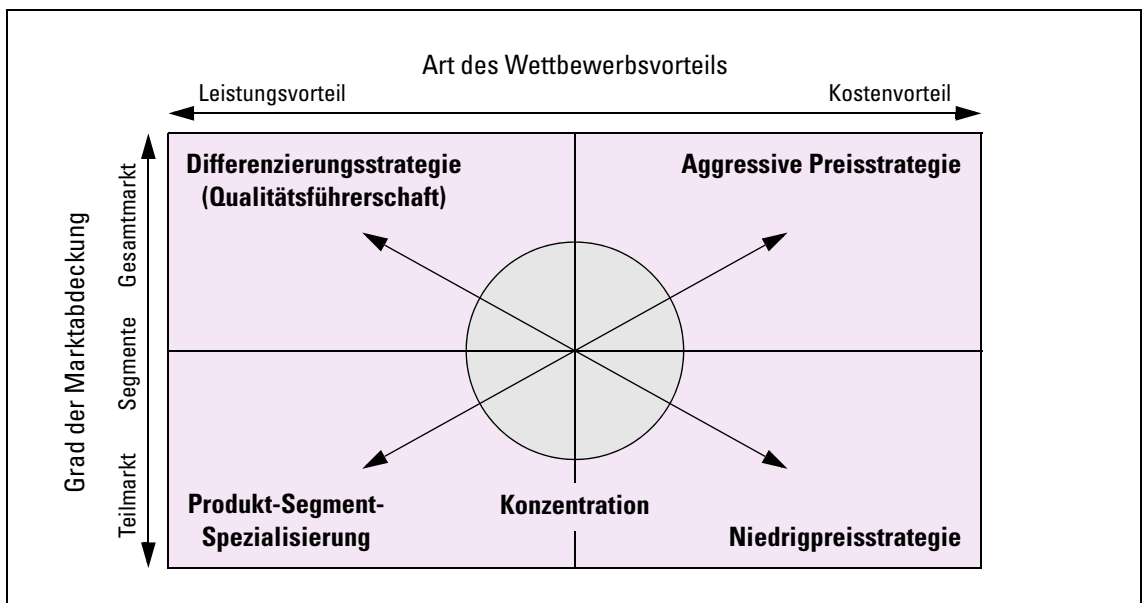 Art des Wettbewerbsvorteils
Leistungsvorteil
Kostenvorteil
Grad der Marktabdeckung
Gesamtmarkt
Segmente
Teilmarkt
Differenzierungsstrategie
(Qualitätsführerschaft)
Aggressive Preisstrategie
Produkt-Segment-
Spezialisierung
Konzentration
Niedrigpreisstrategie